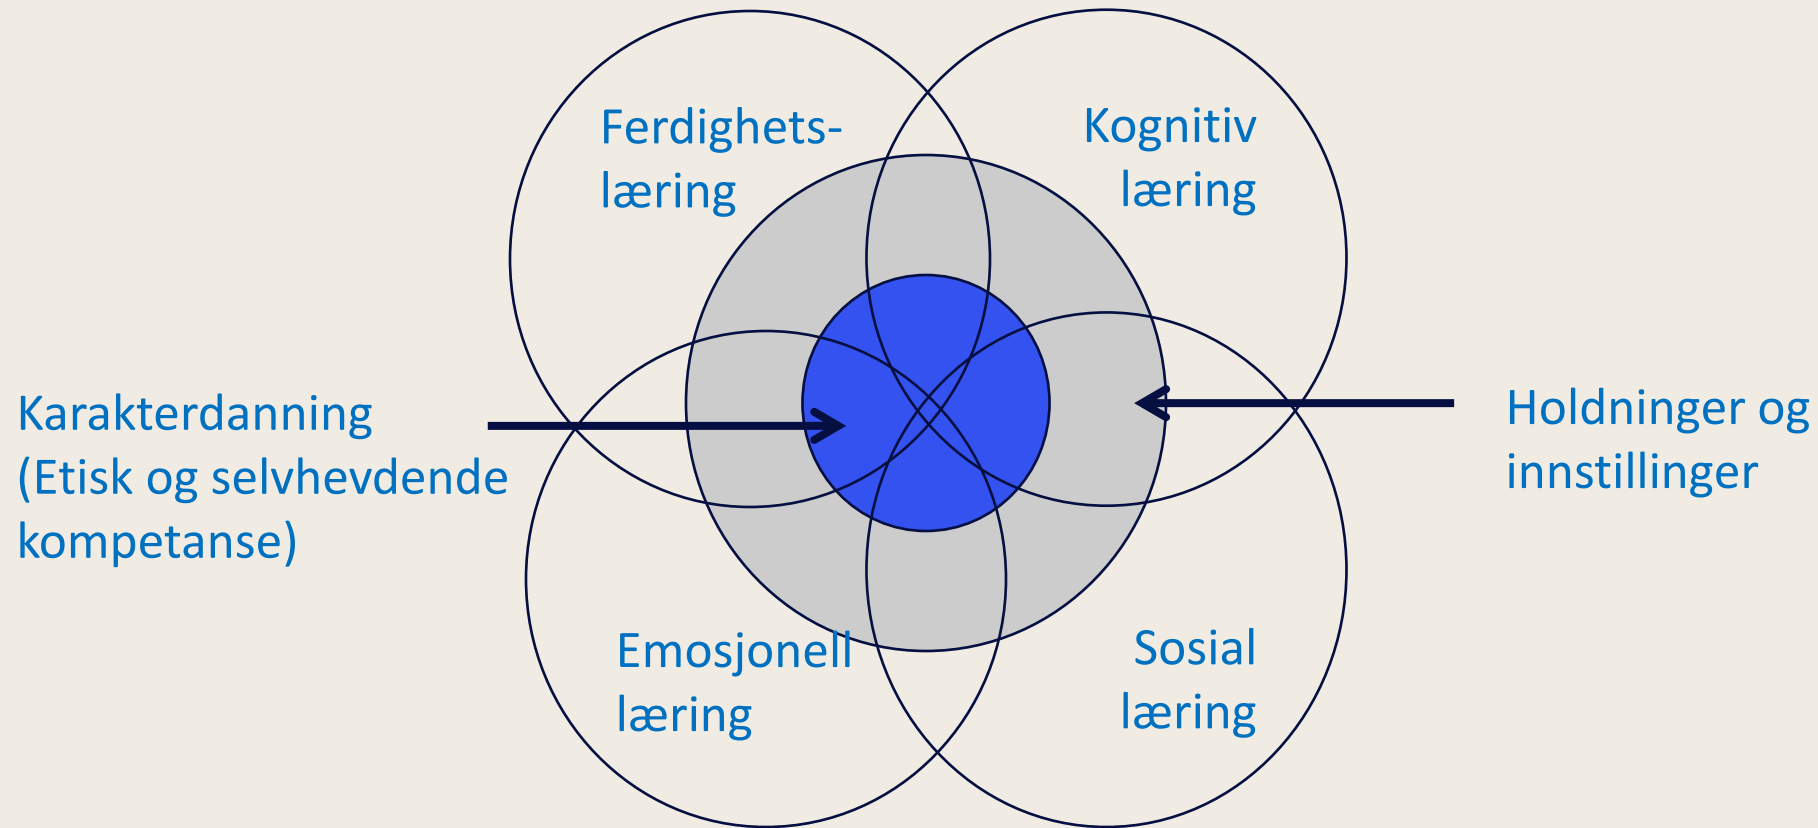 Ferdighets-
læring
Kognitiv
læring
Karakterdanning
(Etisk og selvhevdende
kompetanse)
Holdninger og
innstillinger
Emosjonell
læring
Sosial
læring